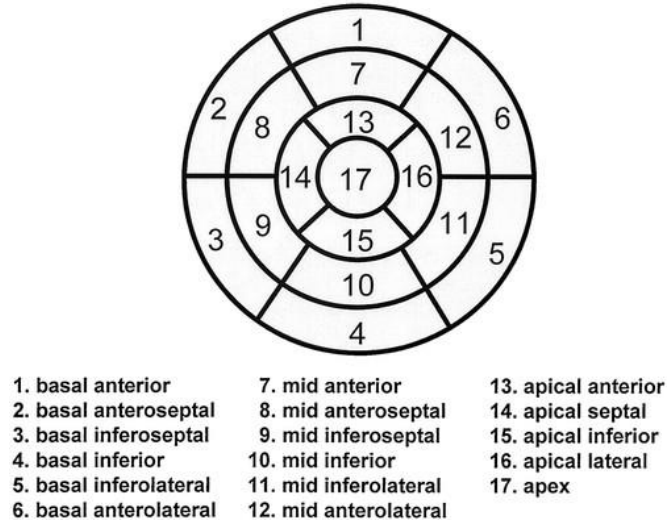 1
7
2
8
13
12
6
14
17
16
3
9
15
11
5
10
4
1. basal anterior
2. basal anteroseptal
3. basal inferoseptal
4. basal inferior
5. basal inferolateral
6. basal anterolateral
7. mid anterior
8. mid anteroseptal
9. mid inferoseptal
10. mid inferior
11. mid inferolateral
12. mid anterolateral
13. apical anterior
14. apical septal
15. apical inferior
16. apical lateral
17. apex